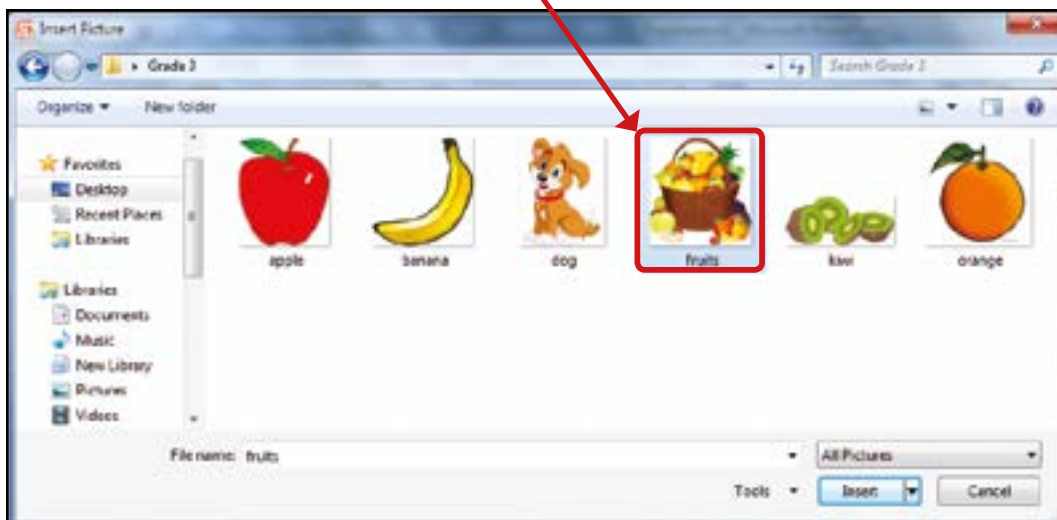 Insert Picture
Grade 3
Search Grade 3
Organize
New folder
Favorites
Desktop
Recent Places
Libraries
apple
banana
dog
fruits
kiwi
orange
Libraries
Documents
Music
New Library
Pictures
Videos
File name: fruits
All Pictures
Tools
Insert
Cancel